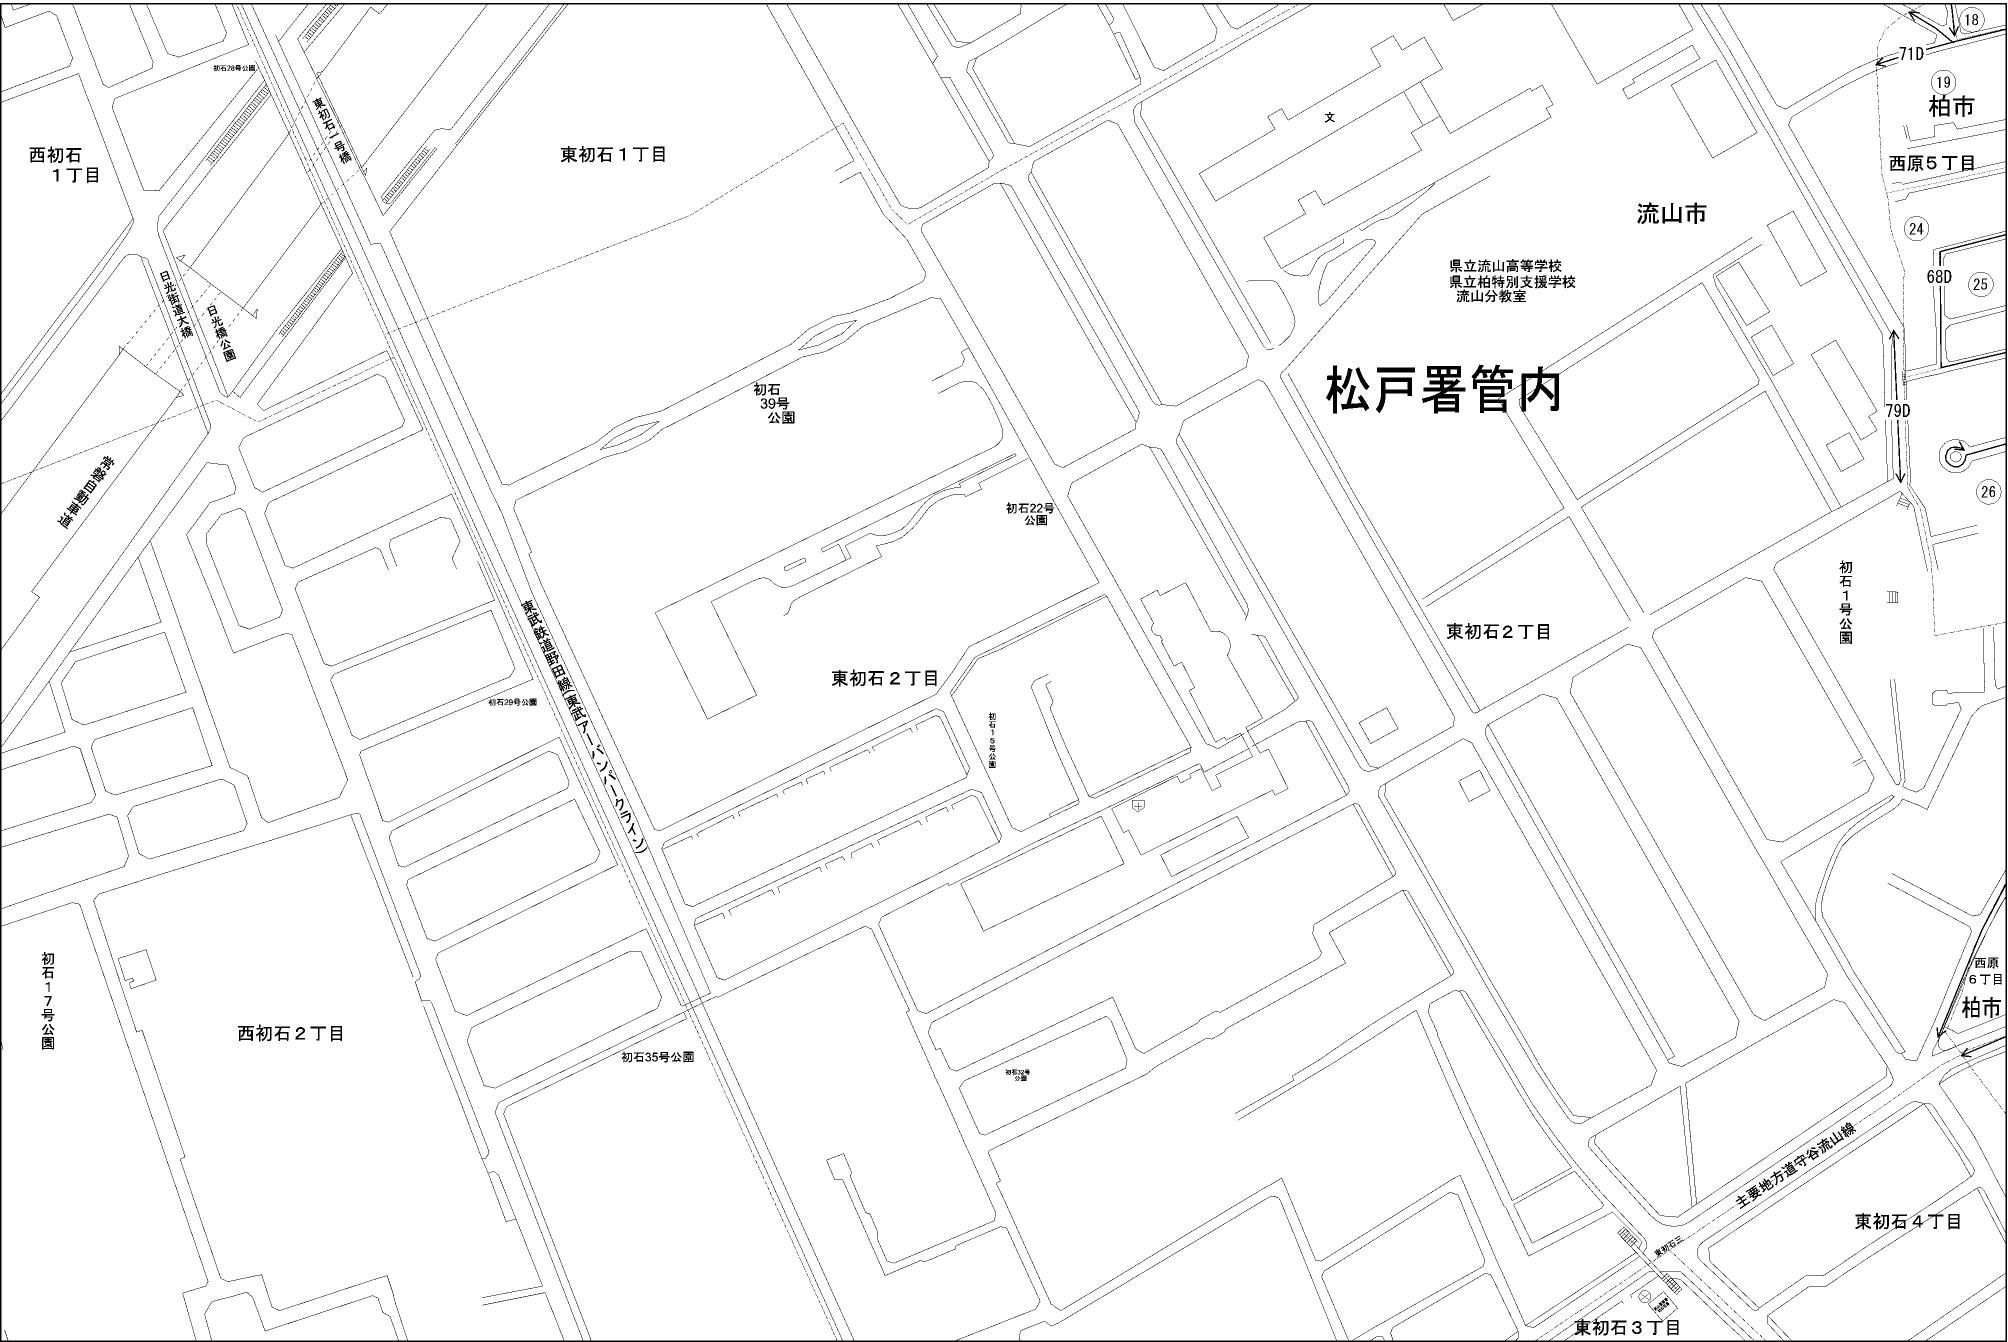 18
71D
19
柏市
初石28号公園
東初石1号橋
文
西初石
1丁目
東初石1丁目
西原5丁目
流山市
24
県立流山高等学校
県立柏特別支援学校
流山分教室
68D
25
日光街道大橋
日光橋公園
松戸署管内
初石
39号
公園
79D
常磐自動車道
26
初石22号
公園
初石1号公園
東武鉄道野田線(東武アーバンパークライン)
東初石2丁目
東初石2丁目
初石29号公園
初石15号公園
初石17号公園
西原
6丁目
柏市
西初石2丁目
初石35号公園
初石32号
公園
主要地方道守谷流山線
東初石4丁目
東初石三
東初石3丁目